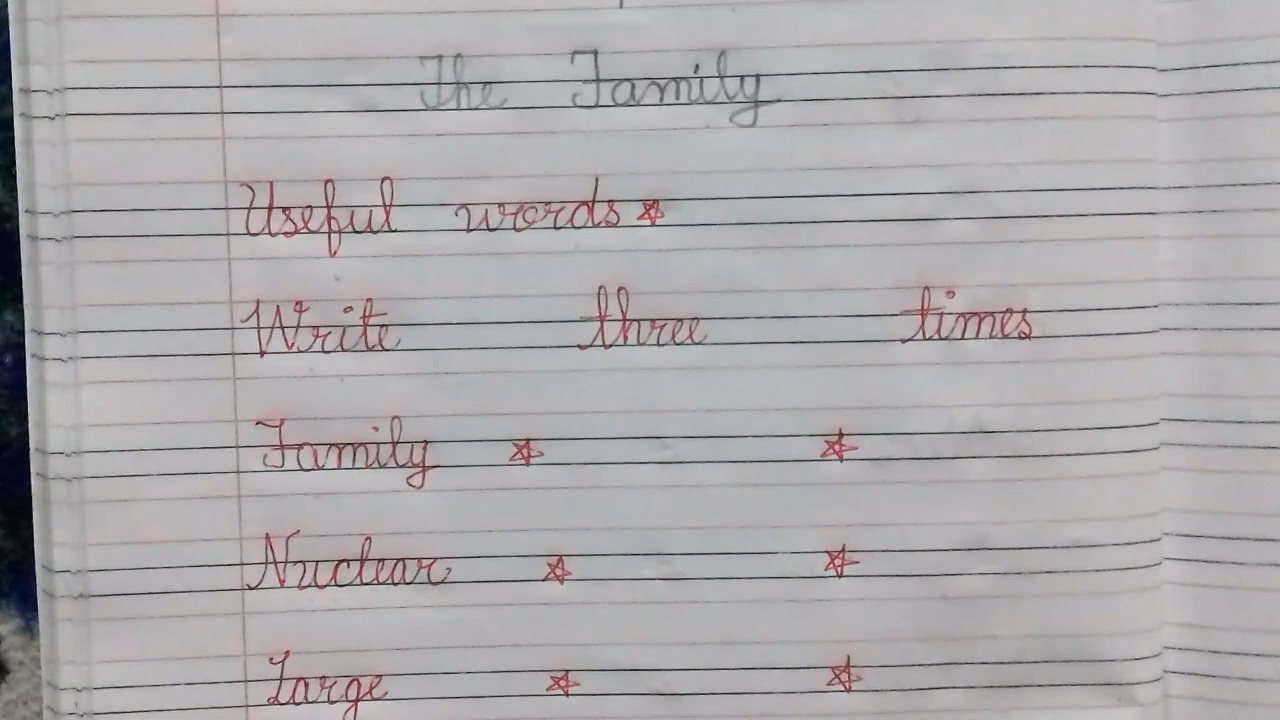 The Family
Useful words *
Write three times
Family * *
Nuclear * *
Large * *